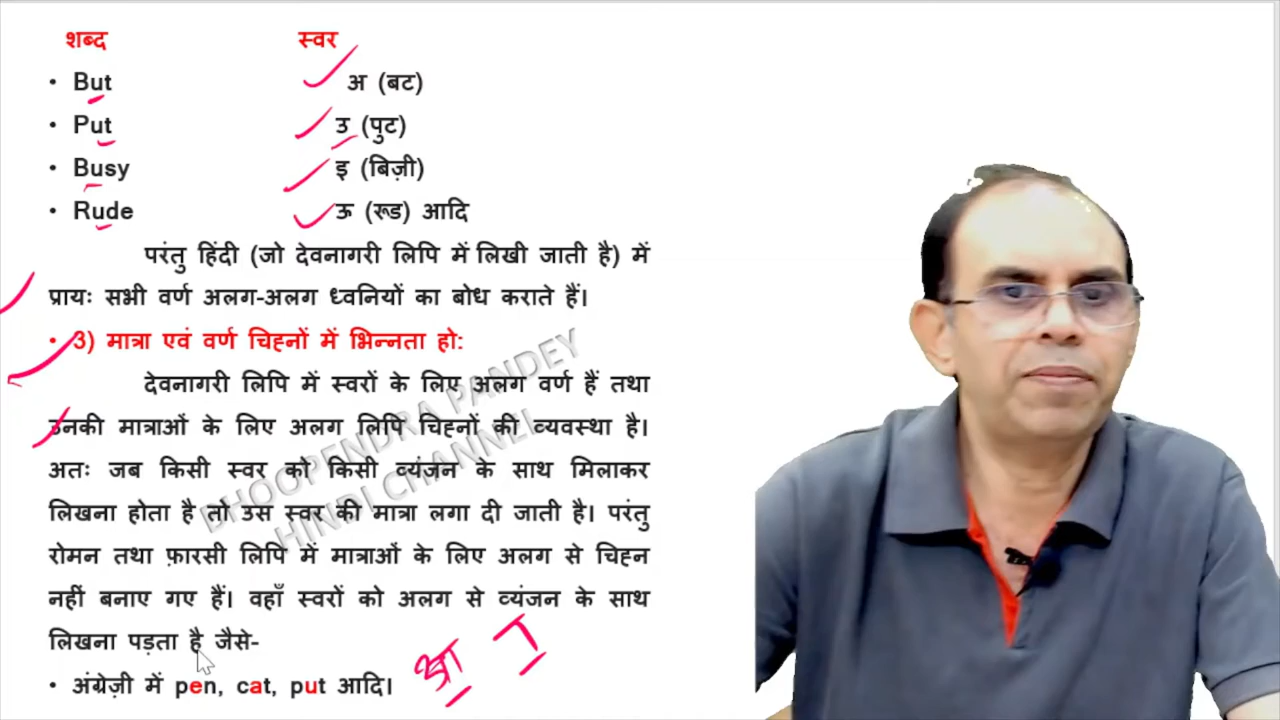 शब्द स्वर
• But अ (बट)
• Put उ (पुट)
• Busy इ (बिज़ी)
• Rude ऊ (रूड) आदि
परंतु हिंदी (जो देवनागरी लिपि में लिखी जाती है) में
प्रायः सभी वर्ण अलग-अलग ध्वनियों का बोध कराते हैं।
• 3) मात्रा एवं वर्ण चिह्नों में भिन्नता हो:
देवनागरी लिपि में स्वरों के लिए अलग वर्ण हैं तथा
उनकी मात्राओं के लिए अलग लिपि चिह्नों की व्यवस्था है।
अतः जब किसी स्वर को किसी व्यंजन के साथ मिलाकर
लिखना होता है तो उस स्वर की मात्रा लगा दी जाती है। परंतु
रोमन तथा फ़ारसी लिपि में मात्राओं के लिए अलग से चिह्न
नहीं बनाए गए हैं। वहाँ स्वरों को अलग से व्यंजन के साथ
लिखना पड़ता है जैसे-
• अंग्रेज़ी में pen, cat, put आदि।
आ ा
BHOOPENDRA PANDEY
HINDI CHANNEL